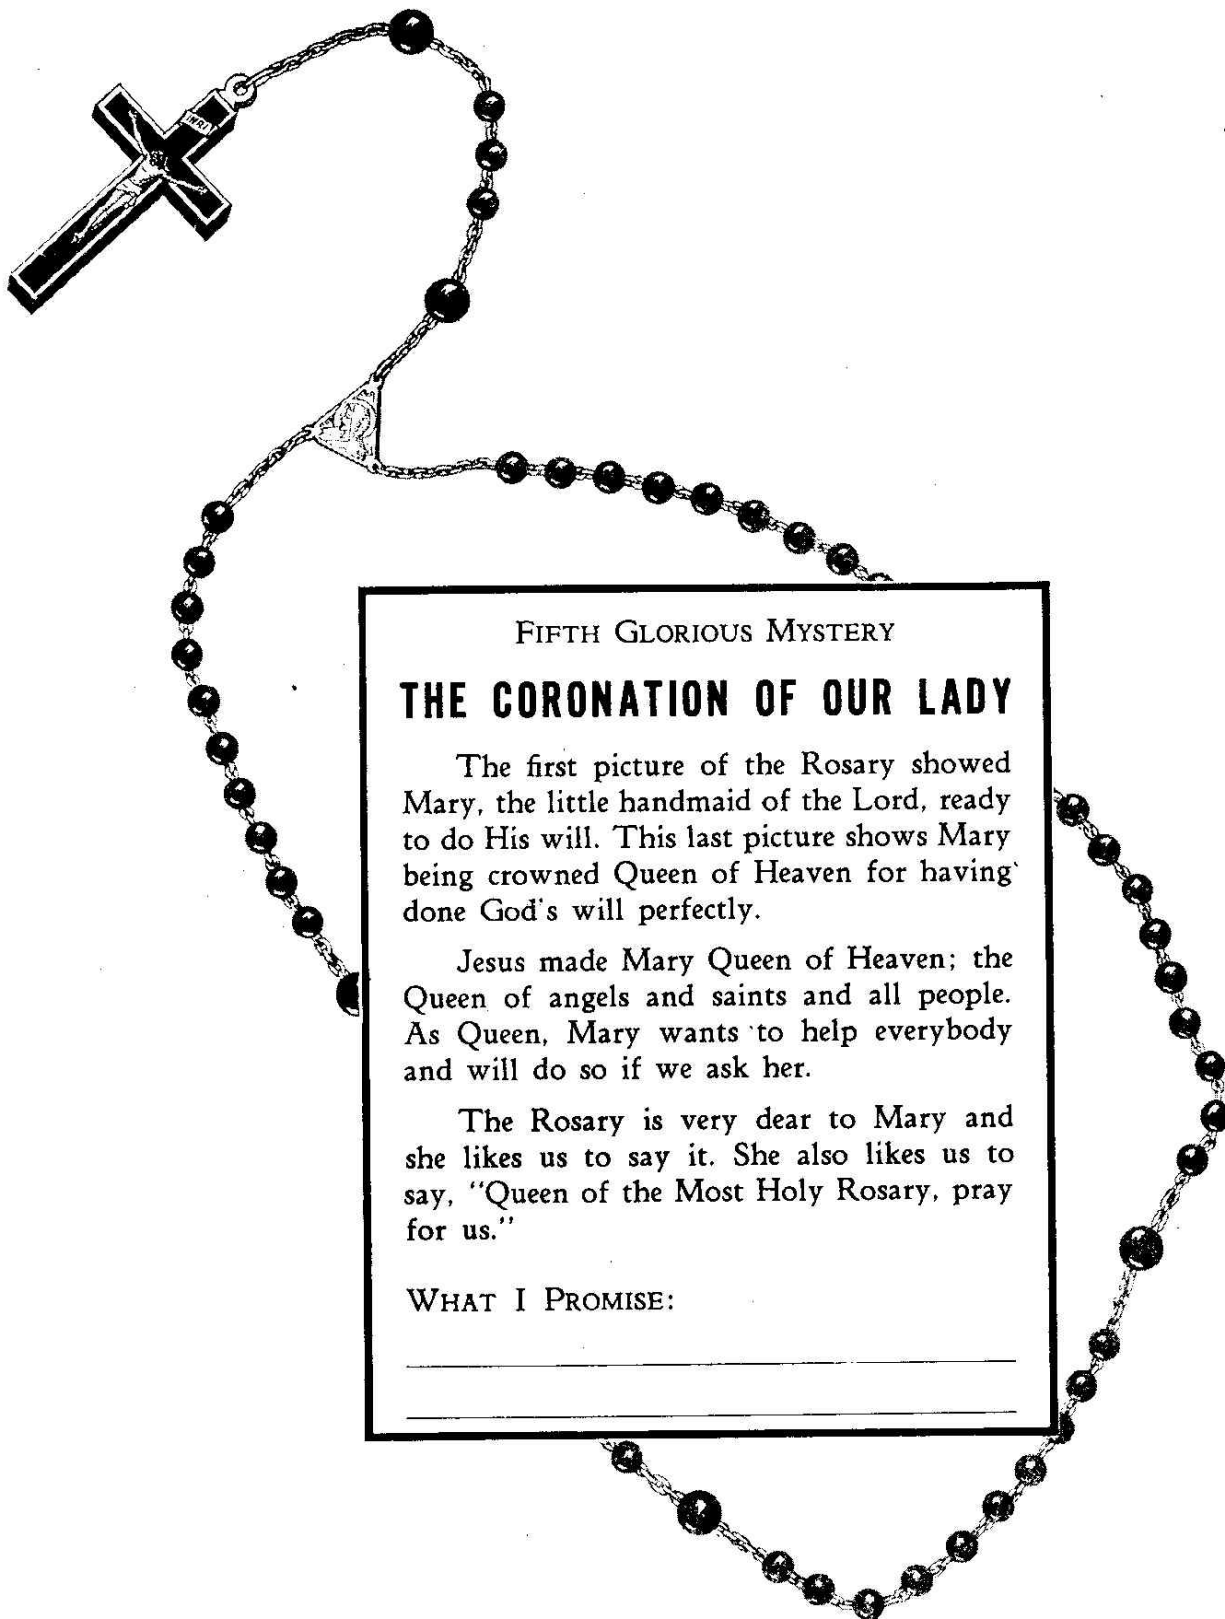 INRI
FIFTH GLORIOUS MYSTERY
THE CORONATION OF OUR LADY
The first picture of the Rosary showed
Mary, the little handmaid of the Lord, ready
to do His will. This last picture shows Mary
being crowned Queen of Heaven for having
done God's will perfectly.
Jesus made Mary Queen of Heaven; the
Queen of angels and saints and all people.
As Queen, Mary wants to help everybody
and will do so if we ask her.
The Rosary is very dear to Mary and
she likes us to say it. She also likes us to
say, "Queen of the Most Holy Rosary, pray
for us."
WHAT I PROMISE: